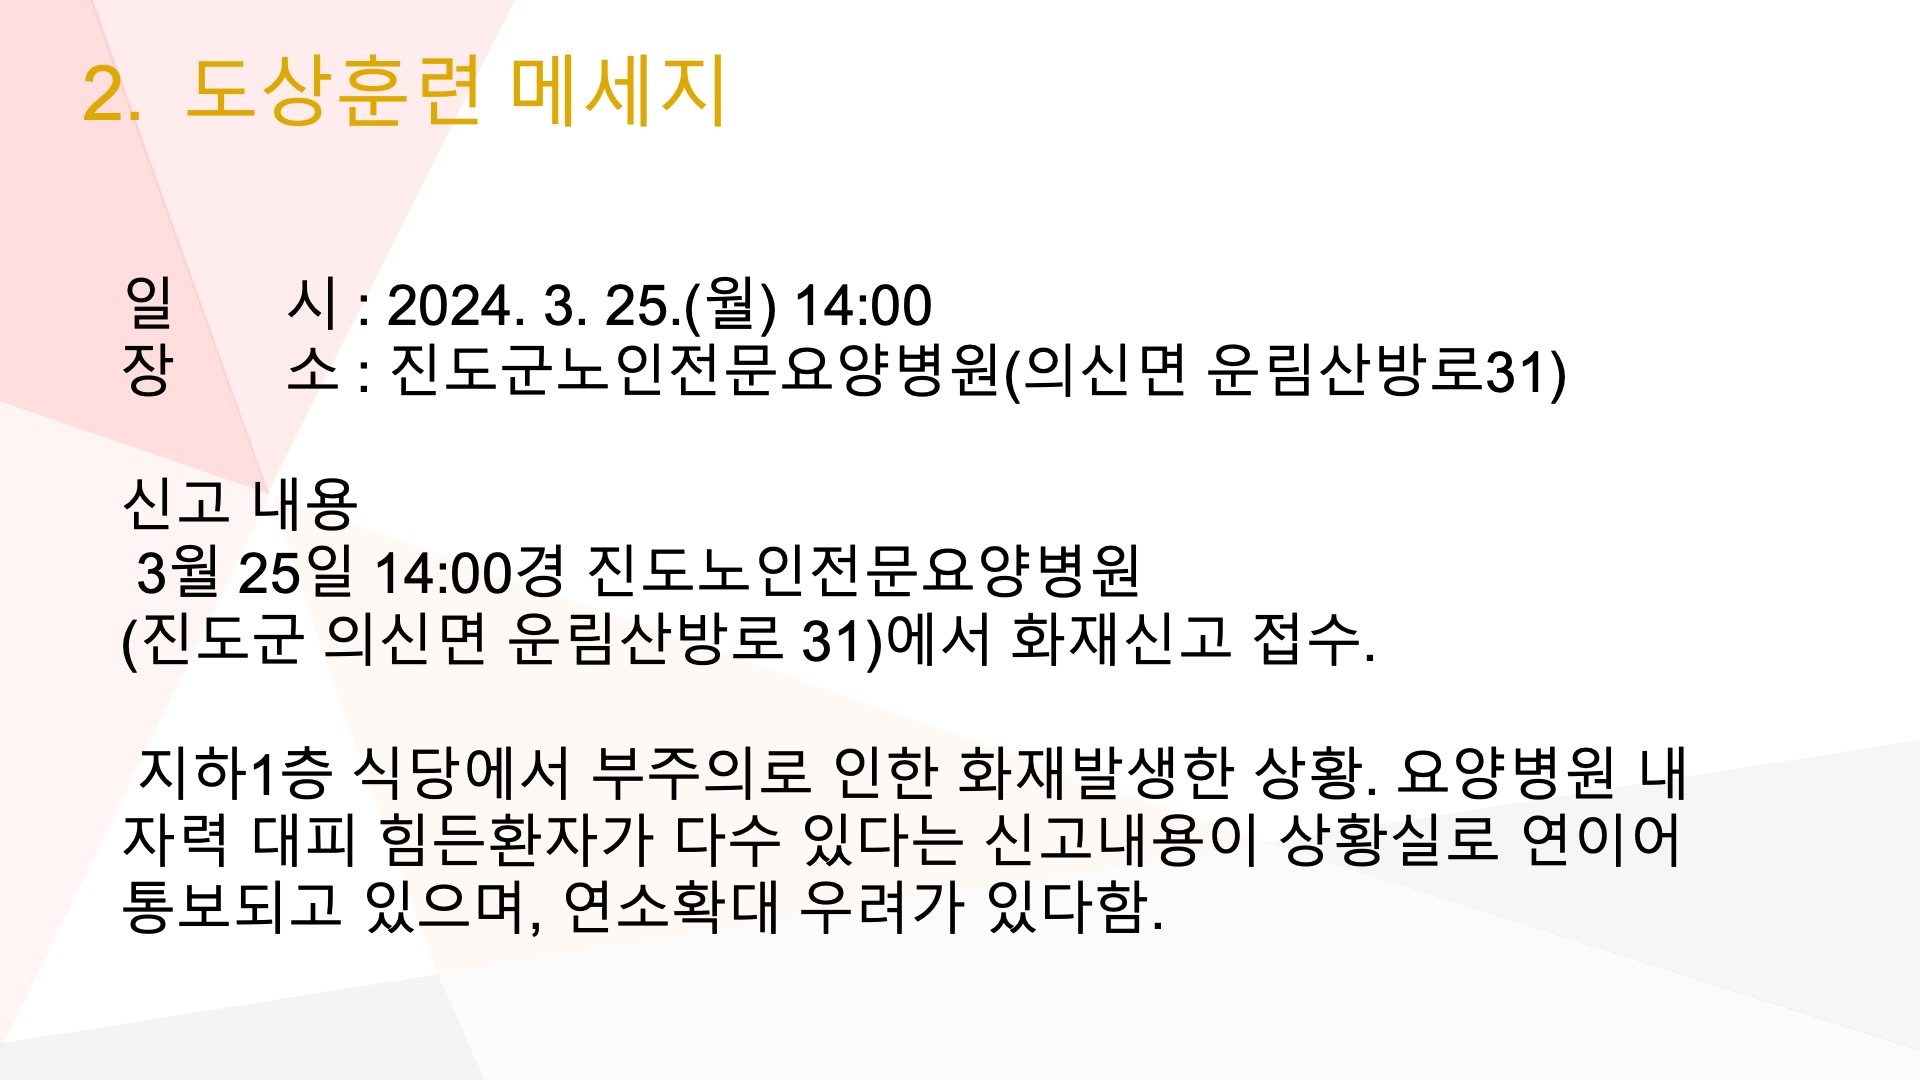 2. 도상훈련 메세지
일 시 : 2024. 3. 25.(월) 14:00
장 소 : 진도군노인전문요양병원(의신면 운림산방로31)
신고 내용
3월 25일 14:00경 진도노인전문요양병원
(진도군 의신면 운림산방로 31)에서 화재신고 접수.
지하1층 식당에서 부주의로 인한 화재발생한 상황. 요양병원 내
자력 대피 힘든환자가 다수 있다는 신고내용이 상황실로 연이어
통보되고 있으며, 연소확대 우려가 있다함.